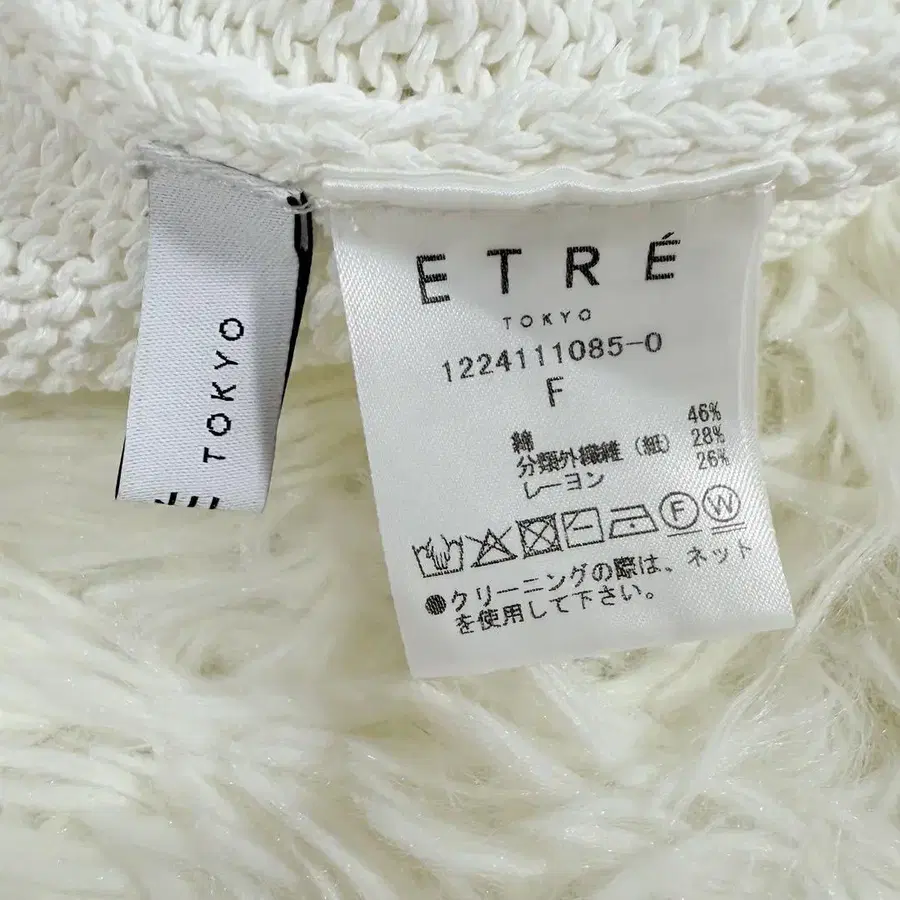 TOKYO
ETRÉ
TOKYO
1224111085-0
F
綿 46%
分類外繊維（紙） 28%
レーヨン 26%
F W
●クリーニングの際は、ネット
を使用して下さい。